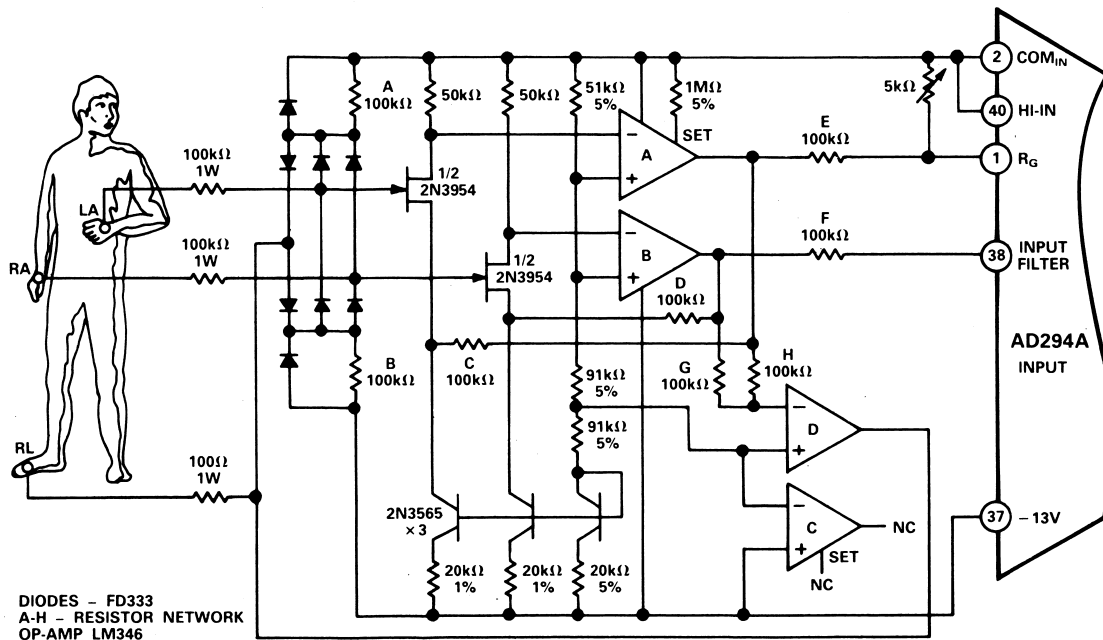 A
100kΩ
50kΩ
50kΩ
51kΩ
5%
1MΩ
5%
SET
5kΩ
2
COMIN
40
HI-IN
1
RG
E
100kΩ
−
A
+
100kΩ
1W
LA
1/2
2N3954
F
100kΩ
38
INPUT
FILTER
−
B
+
RA
100kΩ
1W
1/2
2N3954
D
100kΩ
AD294A
INPUT
B
100kΩ
C
100kΩ
G
100kΩ
H
100kΩ
91kΩ
5%
91kΩ
5%
−
D
+
RL
100Ω
1W
2N3565
×3
−
C
+
NC
SET
NC
37
−13V
20kΩ
1%
20kΩ
1%
20kΩ
5%
DIODES – FD333
A-H – RESISTOR NETWORK
OP-AMP LM346